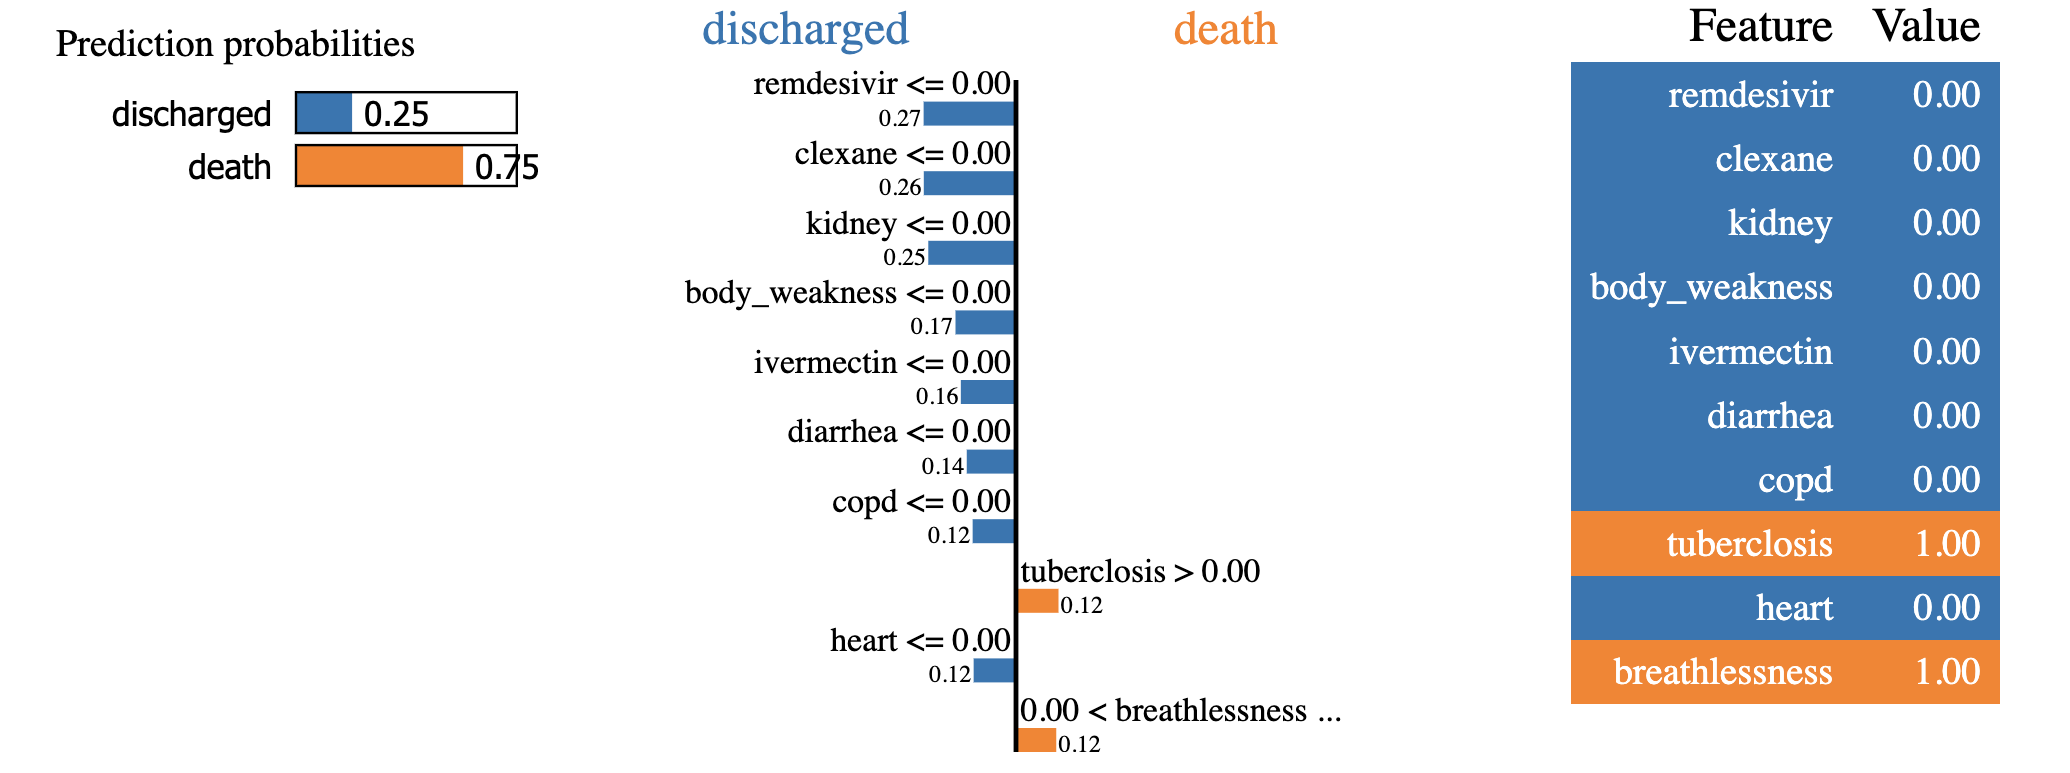 Prediction probabilities
discharged 0.25
death 0.75
discharged death
remdesivir <= 0.00
0.27
clexane <= 0.00
0.26
kidney <= 0.00
0.25
body_weakness <= 0.00
0.17
ivermectin <= 0.00
0.16
diarrhea <= 0.00
0.14
copd <= 0.00
0.12
tuberclosis > 0.00
0.12
heart <= 0.00
0.12
0.00 < breathlessness ...
0.12
Feature Value
remdesivir 0.00
clexane 0.00
kidney 0.00
body_weakness 0.00
ivermectin 0.00
diarrhea 0.00
copd 0.00
tuberclosis 1.00
heart 0.00
breathlessness 1.00